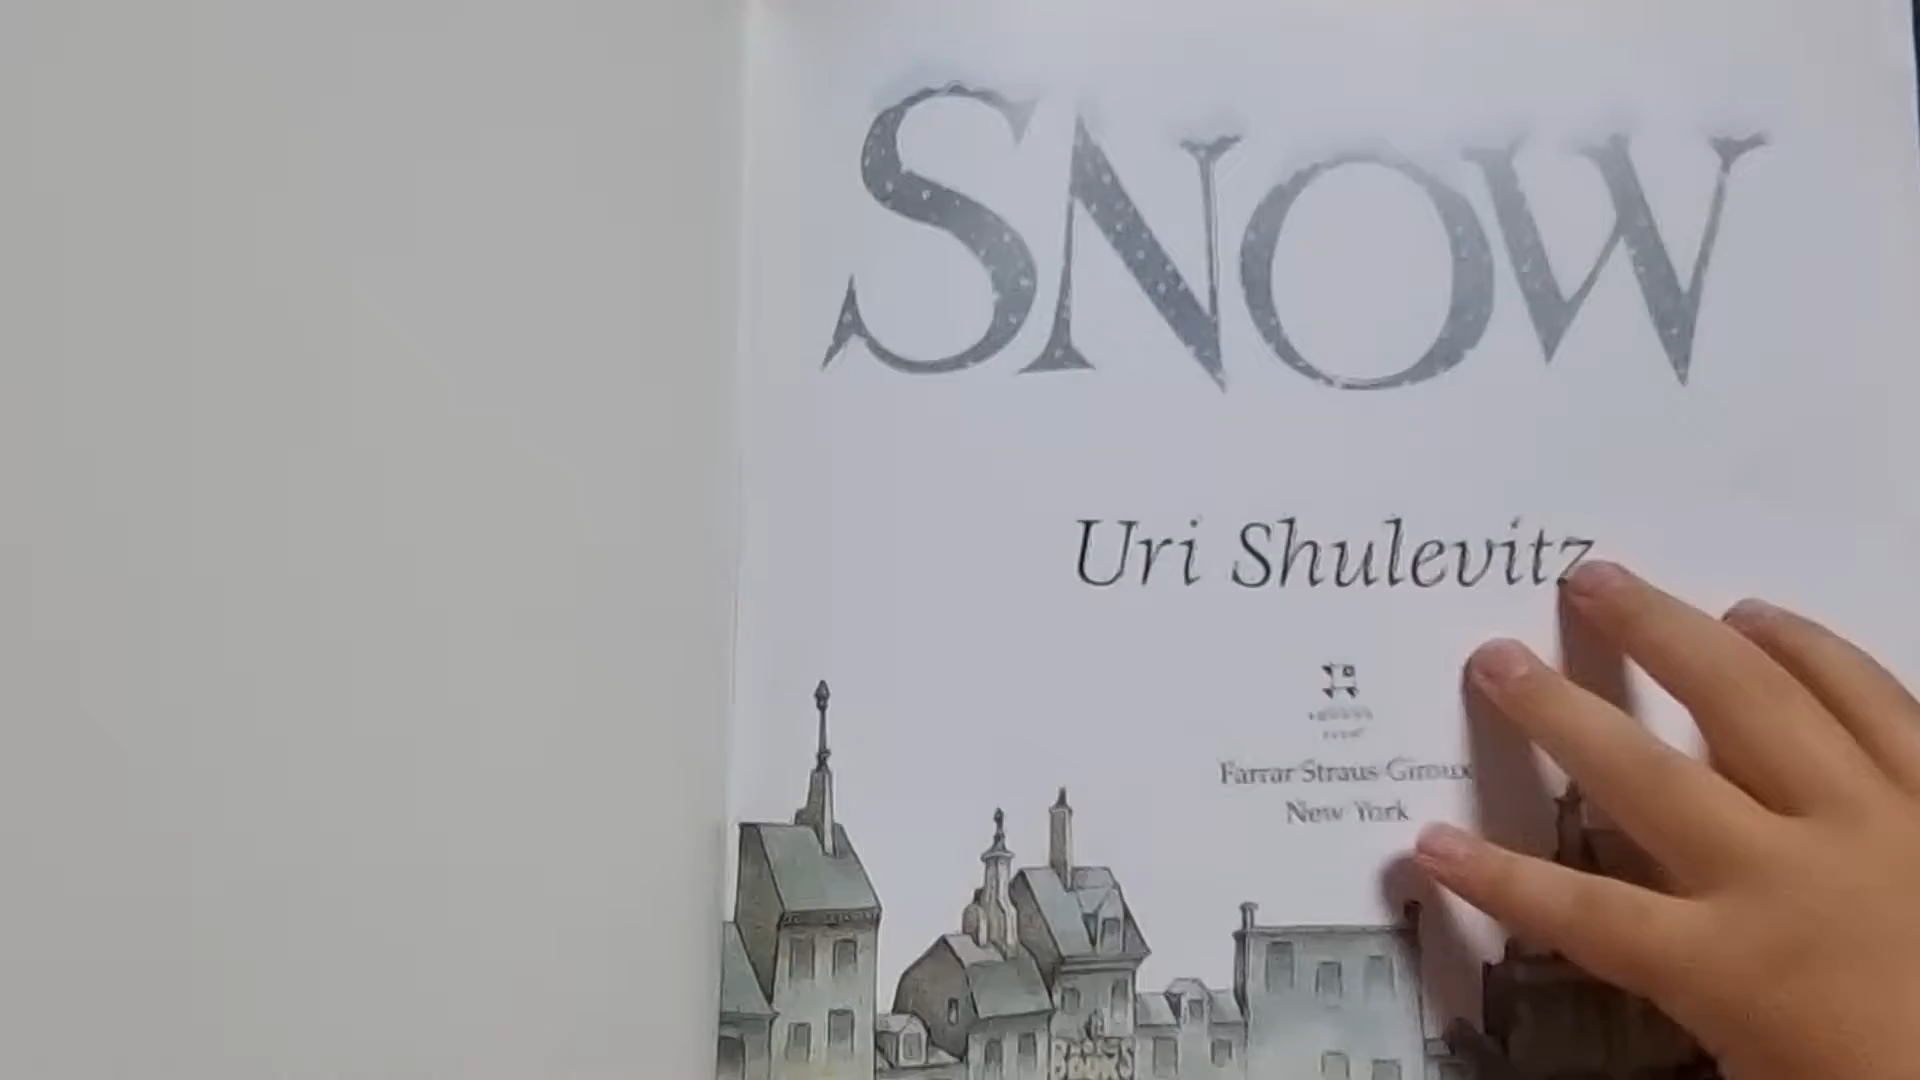 SNOW
Uri Shulevitz
Farrar Straus Giroux
New York
BOOKS